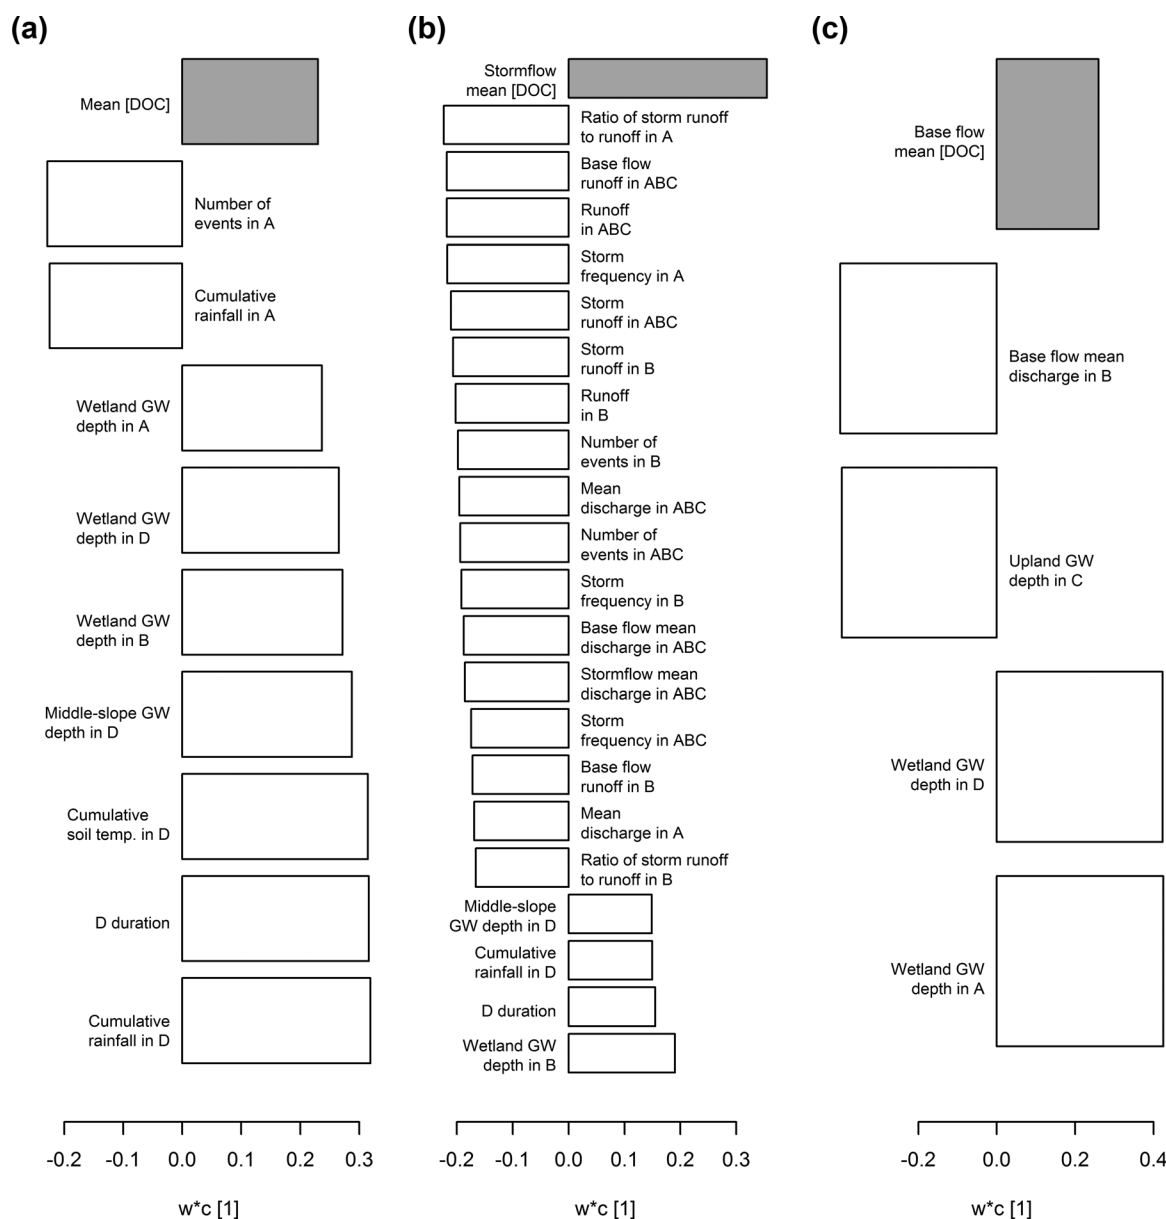 (a)
Mean [DOC]
Number of
events in A
Cumulative
rainfall in A
Wetland GW
depth in A
Wetland GW
depth in D
Wetland GW
depth in B
Middle-slope GW
depth in D
Cumulative
soil temp. in D
D duration
Cumulative
rainfall in D
-0.2 -0.1 0.0 0.1 0.2 0.3
w*c [1]
(b)
Stormflow
mean [DOC]
Ratio of storm runoff
to runoff in A
Base flow
runoff in ABC
Runoff
in ABC
Storm
frequency in A
Storm
runoff in ABC
Storm
runoff in B
Runoff
in B
Number of
events in B
Mean
discharge in ABC
Number of
events in ABC
Storm
frequency in B
Base flow mean
discharge in ABC
Stormflow mean
discharge in ABC
Storm
frequency in ABC
Base flow
runoff in B
Mean
discharge in A
Ratio of storm runoff
to runoff in B
Middle-slope
GW depth in D
Cumulative
rainfall in D
D duration
Wetland GW
depth in B
-0.2 -0.1 0.0 0.1 0.2 0.3
w*c [1]
(c)
Base flow
mean [DOC]
Base flow mean
discharge in B
Upland GW
depth in C
Wetland GW
depth in D
Wetland GW
depth in A
-0.2 0.0 0.2 0.4
w*c [1]